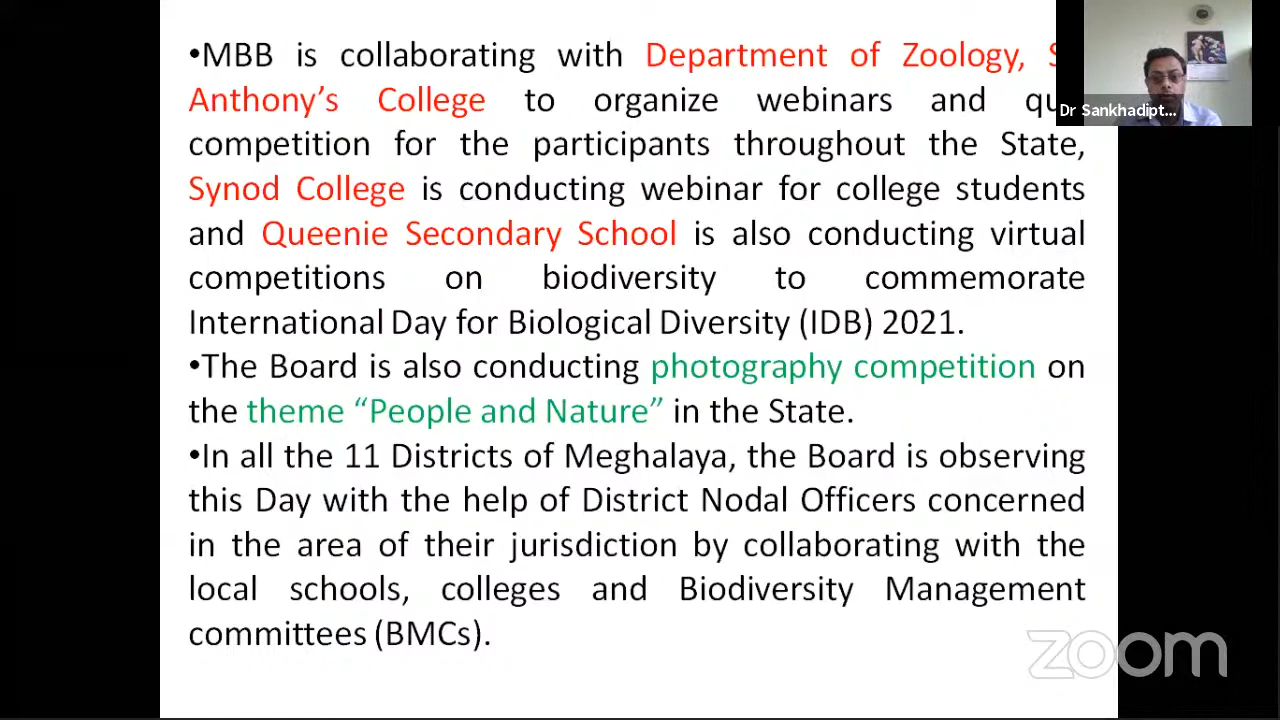 •MBB is collaborating with Department of Zoology,
Anthony's College to organize webinars and
competition for the participants throughout the State,
Synod College is conducting webinar for college students
and Queenie Secondary School is also conducting virtual
competitions on biodiversity to commemorate
International Day for Biological Diversity (IDB) 2021.
•The Board is also conducting photography competition on
the theme “People and Nature” in the State.
•In all the 11 Districts of Meghalaya, the Board is observing
this Day with the help of District Nodal Officers concerned
in the area of their jurisdiction by collaborating with the
local schools, colleges and Biodiversity Management
committees (BMCs).
Dr Sankhadipt...
zoom